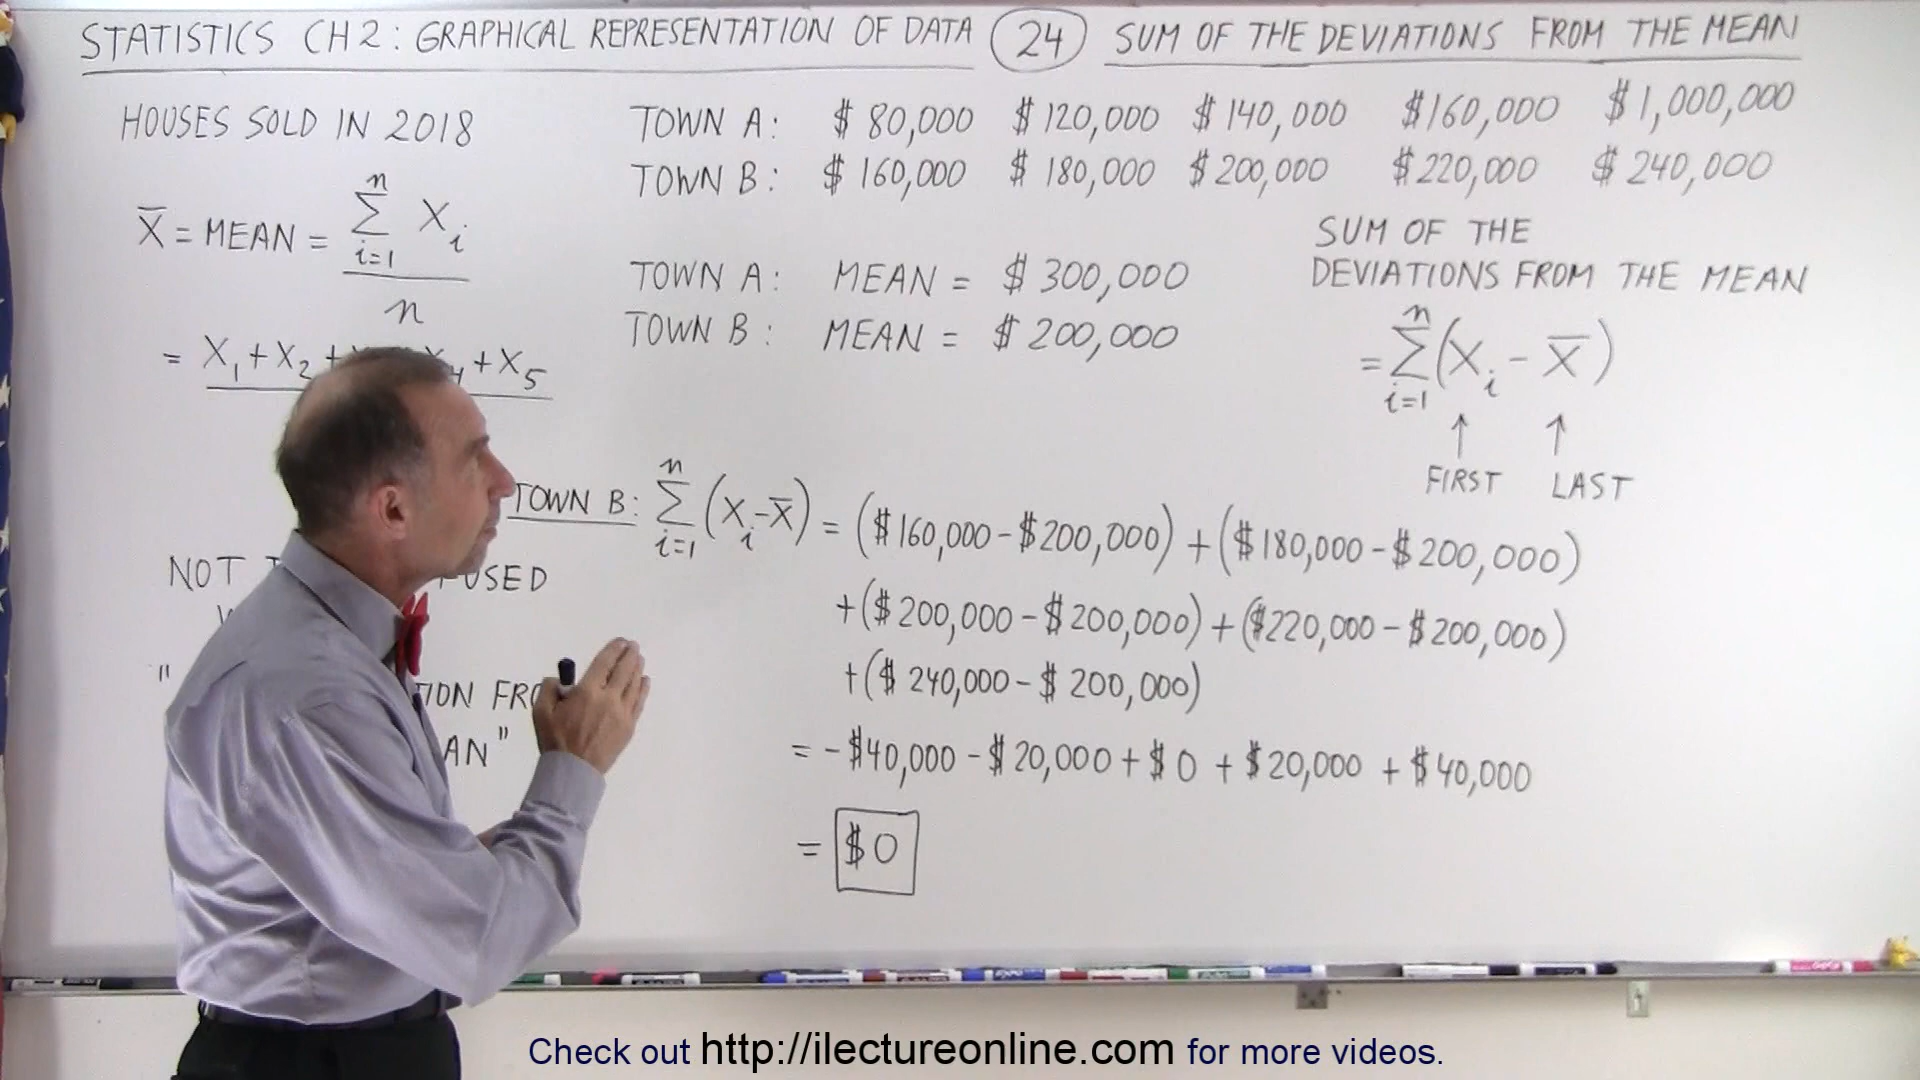 STATISTICS CH2: GRAPHICAL REPRESENTATION OF DATA 24 SUM OF THE DEVIATIONS FROM THE MEAN
HOUSES SOLD IN 2018
X̄ = MEAN = Σ_{i=1}^{n} X_i / n
= X₁+X₂+ +X₅
TOWN A: $80,000 $120,000 $140,000 $160,000 $1,000,000
TOWN B: $160,000 $180,000 $200,000 $220,000 $240,000
TOWN A: MEAN = $300,000
TOWN B: MEAN = $200,000
SUM OF THE
DEVIATIONS FROM THE MEAN
= Σ_{i=1}^{n} (X_i - X̄)
↑ ↑
FIRST LAST
NOT
"
AN"
TOWN B: Σ_{i=1}^{n} (X_i - X̄) = ($160,000 - $200,000) + ($180,000 - $200,000)
+ ($200,000 - $200,000) + ($220,000 - $200,000)
+ ($240,000 - $200,000)
= -$40,000 - $20,000 + $0 + $20,000 + $40,000
= $0
Check out http://ilectureonline.com for more videos.